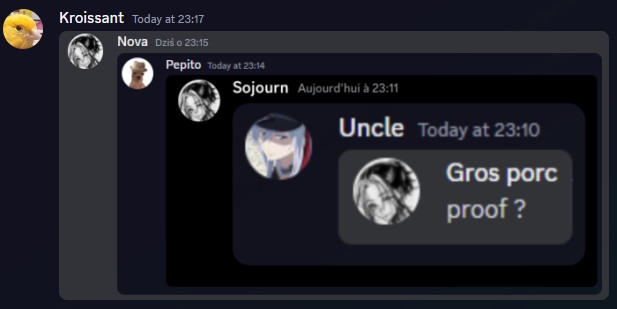 Kroissant Today at 23:17
Nova Dziś o 23:15
Pepito Today at 23:14
Sojourn Aujourd'hui à 23:11
Uncle Today at 23:10
Gros porc
proof ?